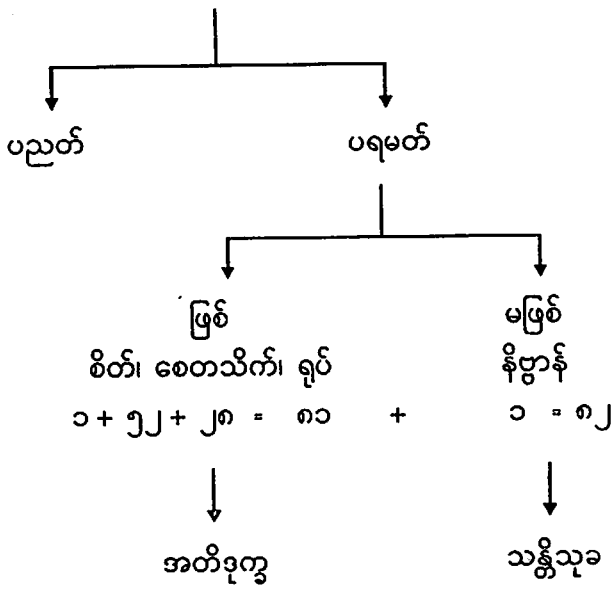 ပညတ် ပရမတ်
ဖြစ် မဖြစ်
စိတ်၊ စေတသိက်၊ ရုပ် နိဗ္ဗာန်
၁ + ၅၂ + ၂၈ = ၈၁ + ၁ = ၈၂
အတိဒုက္ခ သန္တိသုခ